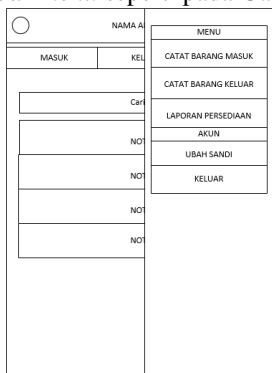 NAMA A
MASUK
KEL
Cari
NOT
NOT
NOT
NOT
MENU
CATAT BARANG MASUK
CATAT BARANG KELUAR
LAPORAN PERSEDIAAN
AKUN
UBAH SANDI
KELUAR